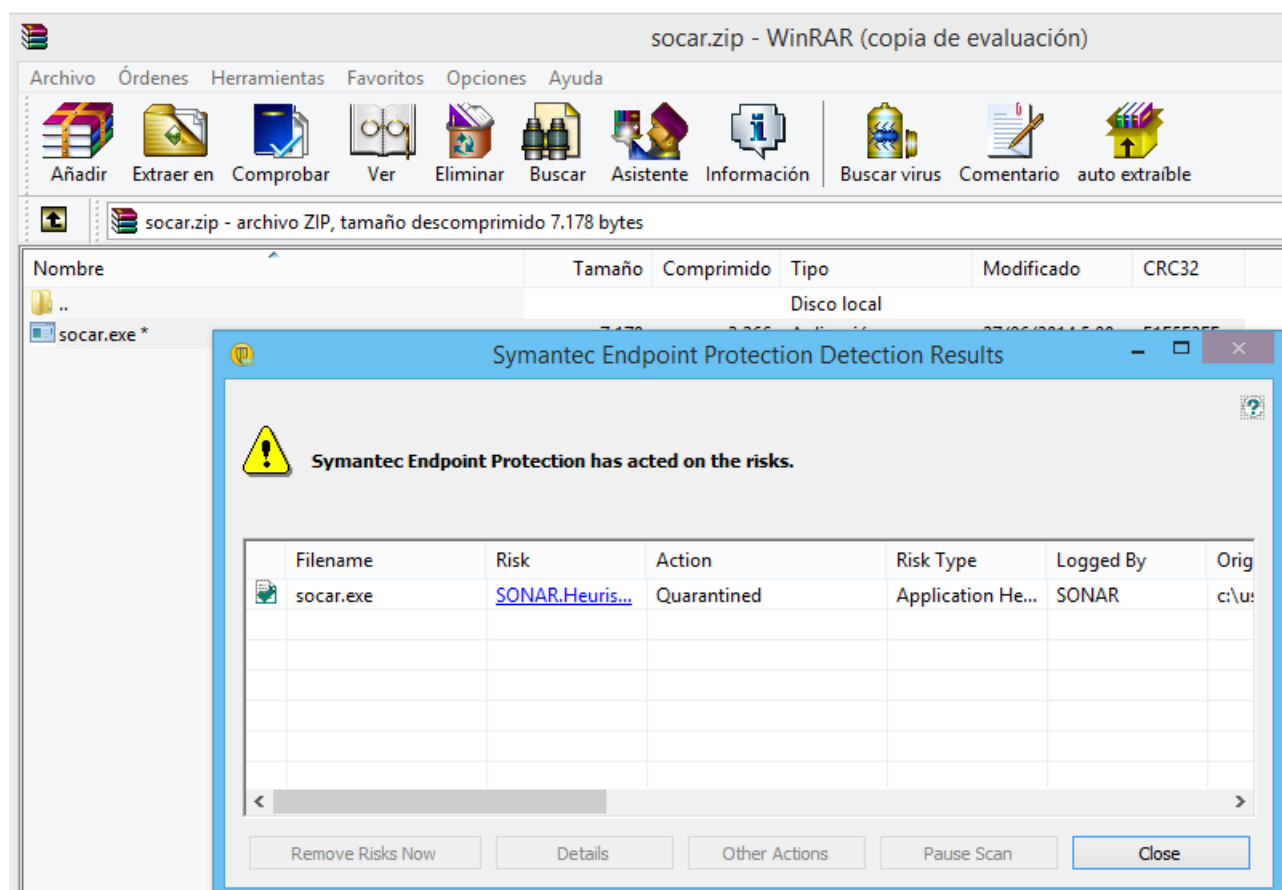 socar.zip - WinRAR (copia de evaluación)
Archivo Órdenes Herramientas Favoritos Opciones Ayuda
Añadir Extraer en Comprobar Ver Eliminar Buscar Asistente Información Buscar virus Comentario auto extraíble
socar.zip - archivo ZIP, tamaño descomprimido 7.178 bytes
Nombre Tamaño Comprimido Tipo Modificado CRC32
.. Disco local
socar.exe *
Symantec Endpoint Protection Detection Results
Symantec Endpoint Protection has acted on the risks.
Filename Risk Action Risk Type Logged By Orig
socar.exe SONAR.Heuris... Quarantined Application He... SONAR c:\us
Remove Risks Now Details Other Actions Pause Scan Close